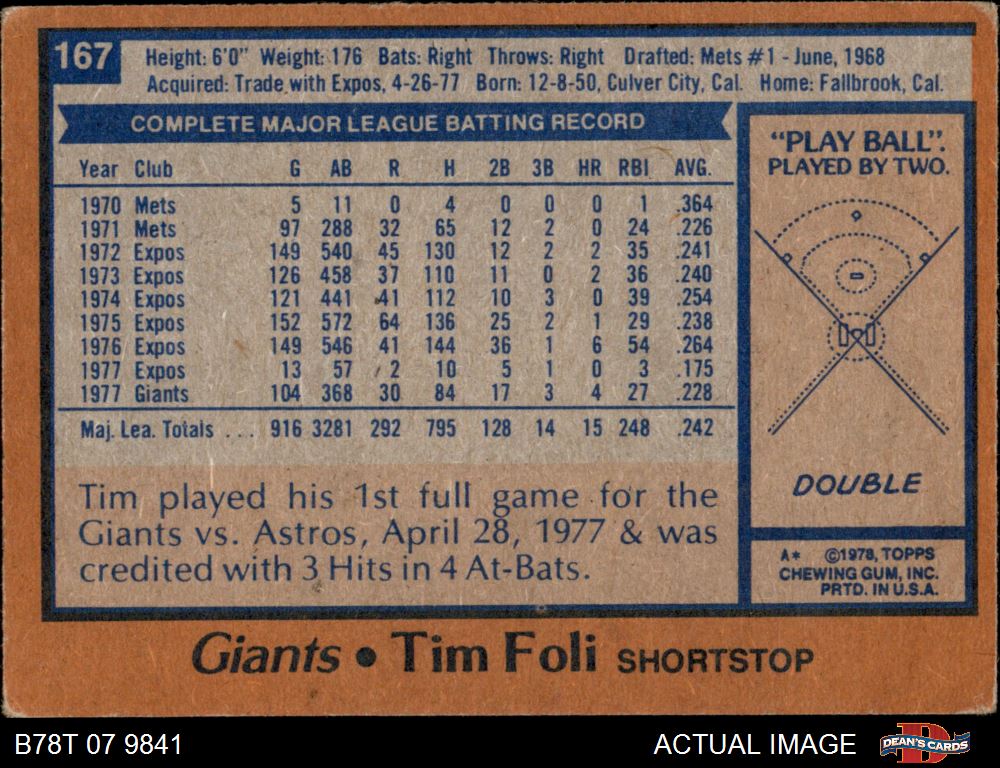 167
Height: 6'0" Weight: 176 Bats: Right Throws: Right Drafted: Mets #1 - June, 1968
Acquired: Trade with Expos, 4-26-77 Born: 12-8-50, Culver City, Cal. Home: Fallbrook, Cal.
COMPLETE MAJOR LEAGUE BATTING RECORD
Year Club G AB R H 2B 3B HR RBI AVG.
1970 Mets 5 11 0 4 0 0 0 1 .364
1971 Mets 97 288 32 65 12 2 0 24 .226
1972 Expos 149 540 45 130 12 2 2 35 .241
1973 Expos 126 458 37 110 11 0 2 36 .240
1974 Expos 121 441 41 112 10 3 0 39 .254
1975 Expos 152 572 64 136 25 2 1 29 .238
1976 Expos 149 546 41 144 36 1 6 54 .264
1977 Expos 13 57 2 10 5 1 0 3 .175
1977 Giants 104 368 30 84 17 3 4 27 .228
Maj. Lea. Totals ... 916 3281 292 795 128 14 15 248 .242
Tim played his 1st full game for the
Giants vs. Astros, April 28, 1977 & was
credited with 3 Hits in 4 At-Bats.
"PLAY BALL".
PLAYED BY TWO.
DOUBLE
A* ©1978, TOPPS
CHEWING GUM, INC.
PRTD. IN U.S.A.
Giants • Tim Foli SHORTSTOP
B78T 07 9841
ACTUAL IMAGE
DEAN'S CARDS